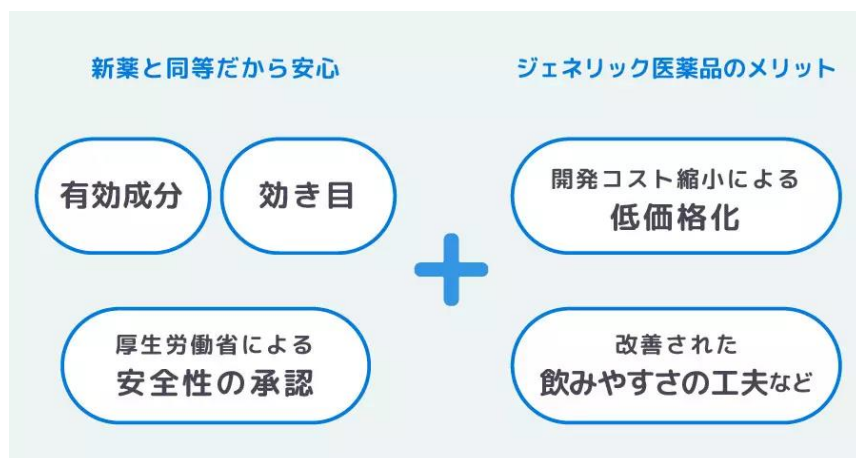 新薬と同等だから安心
有効成分
効き目
厚生労働省による
安全性の承認
ジェネリック医薬品のメリット
開発コスト縮小による
低価格化
改善された
飲みやすさの工夫など